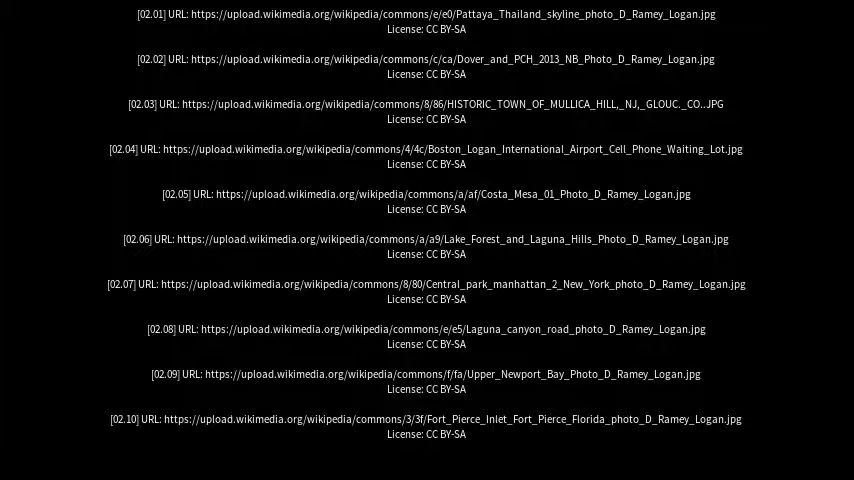 [02.01] URL: https://upload.wikimedia.org/wikipedia/commons/e/e0/Pattaya_Thailand_skyline_photo_D_Ramey_Logan.jpg
License: CC BY-SA
[02.02] URL: https://upload.wikimedia.org/wikipedia/commons/c/ca/Dover_and_PCH_2013_NB_Photo_D_Ramey_Logan.jpg
License: CC BY-SA
[02.03] URL: https://upload.wikimedia.org/wikipedia/commons/8/86/HISTORIC_TOWN_OF_MULLICA_HILL,_NJ,_GLOUC._CO..JPG
License: CC BY-SA
[02.04] URL: https://upload.wikimedia.org/wikipedia/commons/4/4c/Boston_Logan_International_Airport_Cell_Phone_Waiting_Lot.jpg
License: CC BY-SA
[02.05] URL: https://upload.wikimedia.org/wikipedia/commons/a/af/Costa_Mesa_01_Photo_D_Ramey_Logan.jpg
License: CC BY-SA
[02.06] URL: https://upload.wikimedia.org/wikipedia/commons/a/a9/Lake_Forest_and_Laguna_Hills_Photo_D_Ramey_Logan.jpg
License: CC BY-SA
[02.07] URL: https://upload.wikimedia.org/wikipedia/commons/8/80/Central_park_manhattan_2_New_York_photo_D_Ramey_Logan.jpg
License: CC BY-SA
[02.08] URL: https://upload.wikimedia.org/wikipedia/commons/e/e5/Laguna_canyon_road_photo_D_Ramey_Logan.jpg
License: CC BY-SA
[02.09] URL: https://upload.wikimedia.org/wikipedia/commons/f/fa/Upper_Newport_Bay_Photo_D_Ramey_Logan.jpg
License: CC BY-SA
[02.10] URL: https://upload.wikimedia.org/wikipedia/commons/3/3f/Fort_Pierce_Inlet_Fort_Pierce_Florida_photo_D_Ramey_Logan.jpg
License: CC BY-SA